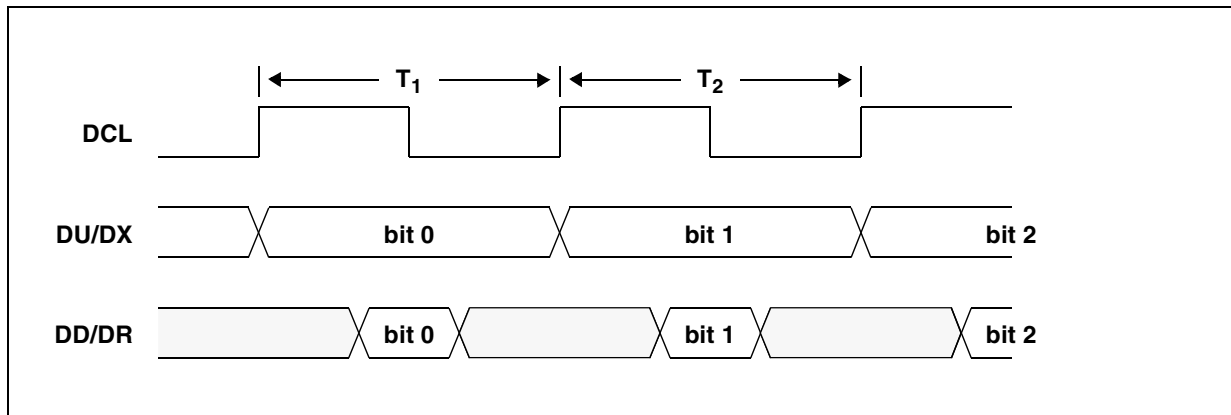 T₁ T₂
DCL
DU/DX bit 0 bit 1 bit 2
DD/DR bit 0 bit 1 bit 2